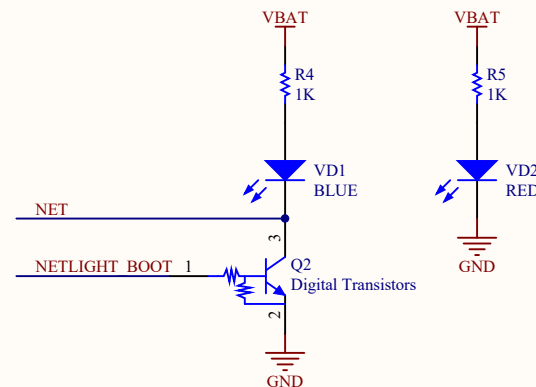 VBAT
VBAT
R4
1K
R5
1K
VD1
BLUE
VD2
RED
NET
3
NETLIGHT_BOOT
1
Q2
Digital Transistors
2
GND
GND